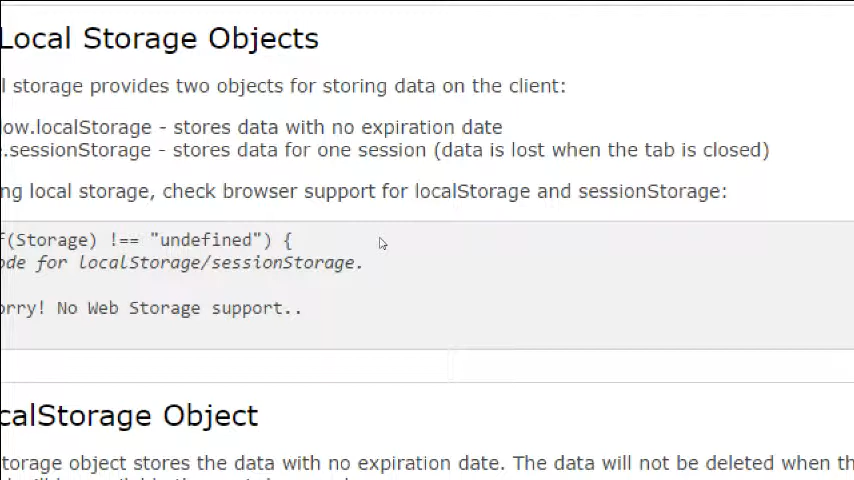 Local Storage Objects
l storage provides two objects for storing data on the client:
ow.localStorage - stores data with no expiration date
.sessionStorage - stores data for one session (data is lost when the tab is closed)
ng local storage, check browser support for localStorage and sessionStorage:
f(Storage) !== "undefined") {
ode for localStorage/sessionStorage.
orry! No Web Storage support..
calStorage Object
torage object stores the data with no expiration date. The data will not be deleted when th